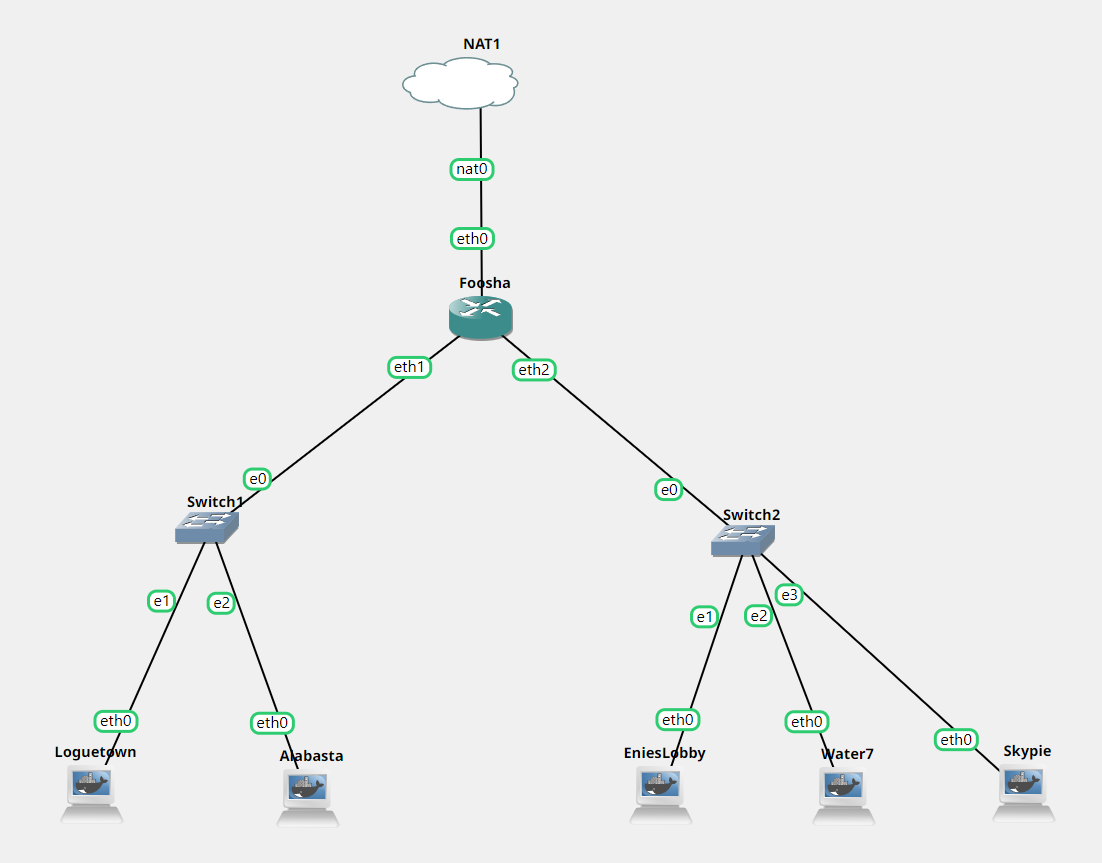 NAT1
nat0
eth0
Foosha
eth1
eth2
e0
e0
Switch1
Switch2
e1
e2
e1
e2
e3
eth0
eth0
eth0
eth0
eth0
Loguetown
Alabasta
EniesLobby
Water7
Skypie